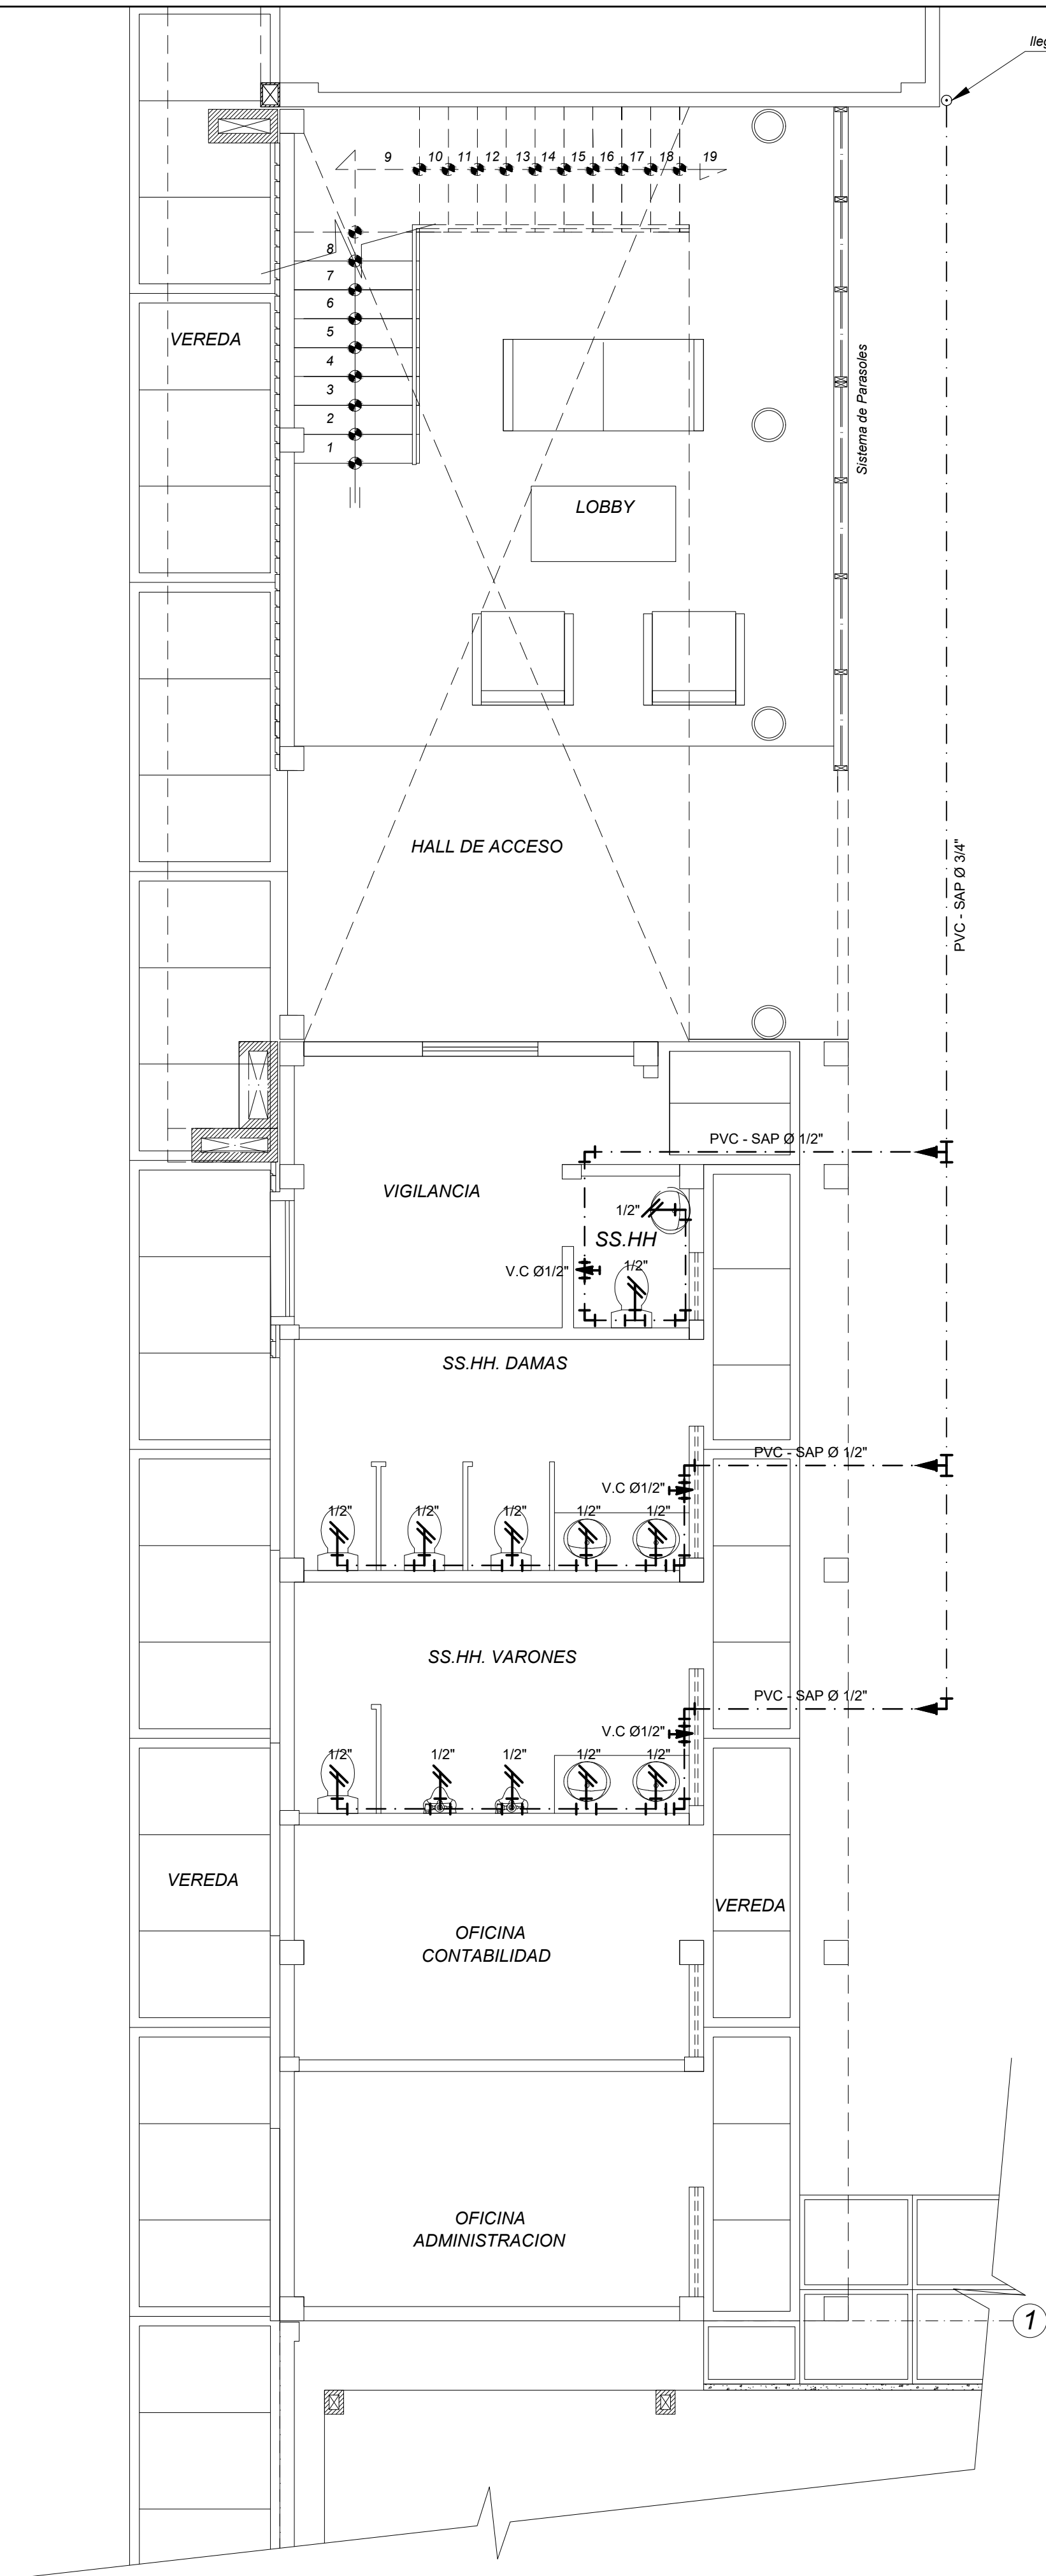 9
10
11
12
13
14
15
16
17
18
19
8
7
6
5
4
3
2
1
VEREDA
Sistema de Parasoles
LOBBY
HALL DE ACCESO
PVC - SAP Ø 3/4"
PVC - SAP Ø 1/2"
VIGILANCIA
1/2"
SS.HH
V.C Ø1/2"
1/2"
SS.HH. DAMAS
PVC - SAP Ø 1/2"
V.C Ø1/2"
1/2"
1/2"
1/2"
1/2"
1/2"
SS.HH. VARONES
PVC - SAP Ø 1/2"
V.C Ø1/2"
1/2"
1/2"
1/2"
1/2"
1/2"
VEREDA
VEREDA
OFICINA
CONTABILIDAD
OFICINA
ADMINISTRACION
1